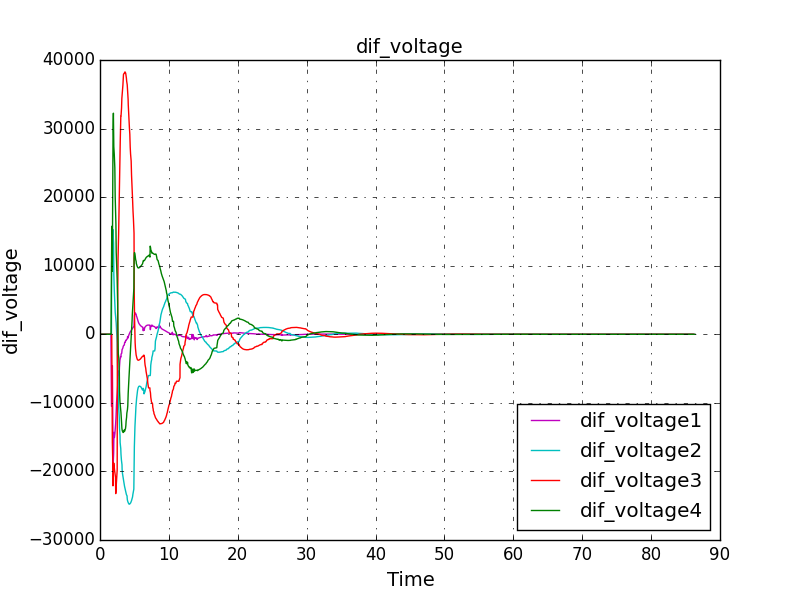 dif_voltage
40000
30000
20000
10000
0
−10000
−20000
−30000
dif_voltage
0 10 20 30 40 50 60 70 80 90
Time
dif_voltage1
dif_voltage2
dif_voltage3
dif_voltage4